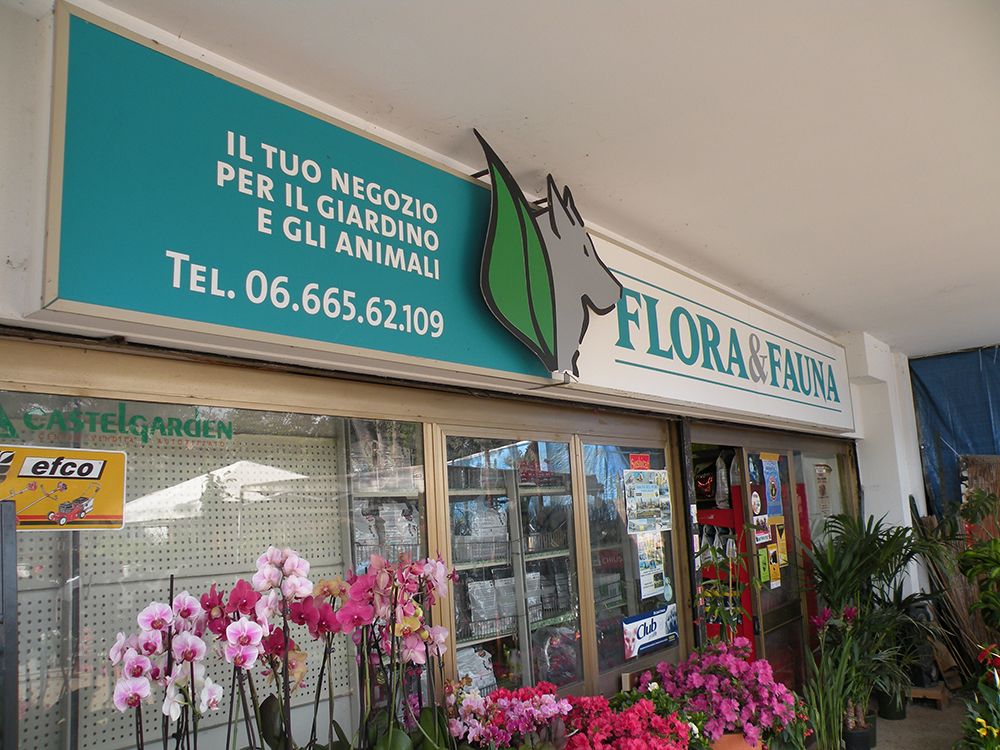 IL TUO NEGOZIO
PER IL GIARDINO
E GLI ANIMALI
TEL. 06.665.62.109
FLORA&FAUNA
CASTELGARDEN
efco
Club